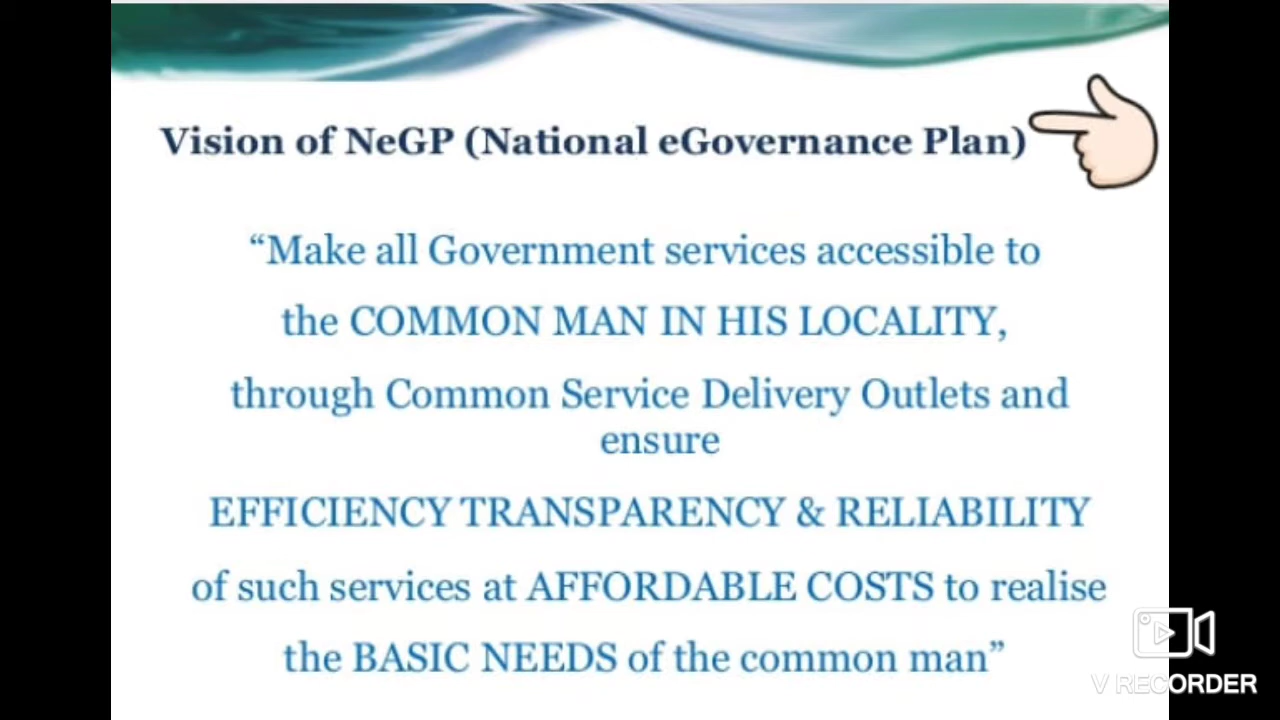 Vision of NeGP (National eGovernance Plan)
“Make all Government services accessible to
the COMMON MAN IN HIS LOCALITY,
through Common Service Delivery Outlets and
ensure
EFFICIENCY TRANSPARENCY & RELIABILITY
of such services at AFFORDABLE COSTS to realise
the BASIC NEEDS of the common man”
V RECORDER